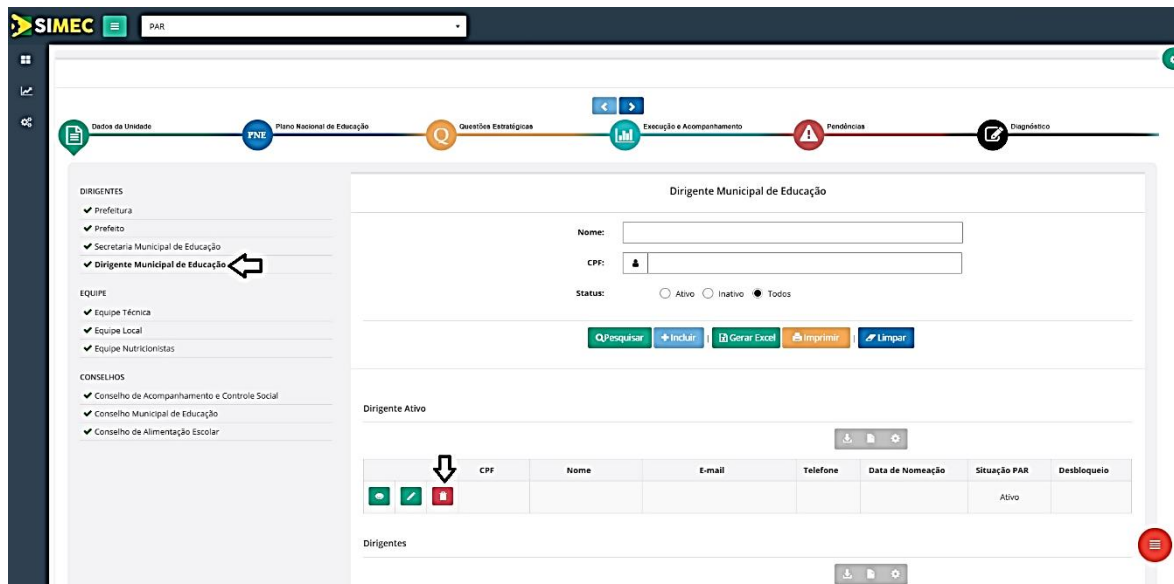 SIMEC
PAR
Dados da Unidade
PNE
Plano Nacional de Educação
Q
Questões Estratégicas
Execução e Acompanhamento
Pendências
Diagnóstico
DIRIGENTES
Prefeitura
Prefeito
Secretaria Municipal de Educação
Dirigente Municipal de Educação
EQUIPE
Equipe Técnica
Equipe Local
Equipe Nutricionistas
CONSELHOS
Conselho de Acompanhamento e Controle Social
Conselho Municipal de Educação
Conselho de Alimentação Escolar
Dirigente Municipal de Educação
Nome:
CPF:
Status: Ativo Inativo Todos
Pesquisar + Incluir | Gerar Excel Imprimir | Limpar
Dirigente Ativo
CPF Nome E-mail Telefone Data de Nomeação Situação PAR Desbloqueio
Ativo
Dirigentes